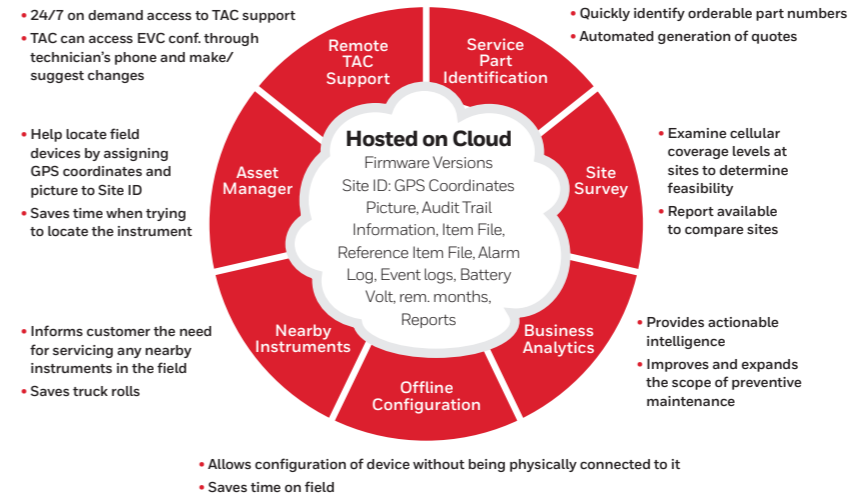 • 24/7 on demand access to TAC support
• TAC can access EVC conf. through
technician's phone and make/
suggest changes
Remote
TAC
Support
Service
Part
Identification
• Quickly identify orderable part numbers
• Automated generation of quotes
• Help locate field
devices by assigning
GPS coordinates and
picture to Site ID
• Saves time when trying
to locate the instrument
Asset
Manager
Hosted on Cloud
Firmware Versions
Site ID: GPS Coordinates
Picture, Audit Trail
Information, Item File,
Reference Item File, Alarm
Log, Event logs, Battery
Volt, rem. months,
Reports
Site
Survey
• Examine cellular
coverage levels at
sites to determine
feasibility
• Report available
to compare sites
• Informs customer the need
for servicing any nearby
instruments in the field
• Saves truck rolls
Nearby
Instruments
Offline
Configuration
Business
Analytics
• Provides actionable
intelligence
• Improves and expands
the scope of preventive
maintenance
• Allows configuration of device without being physically connected to it
• Saves time on field